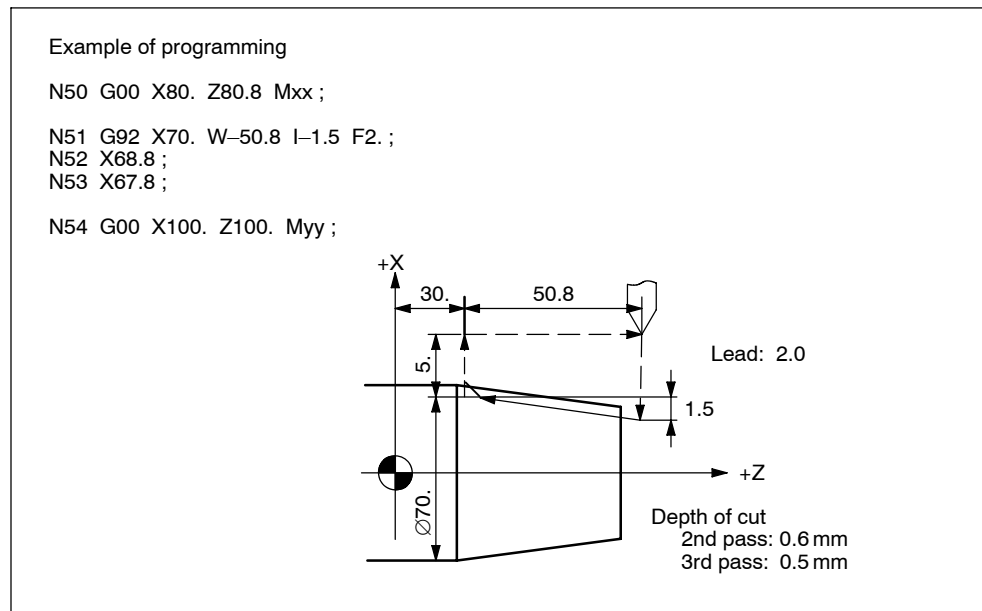 Example of programming
N50 G00 X80. Z80.8 Mxx ;
N51 G92 X70. W–50.8 I–1.5 F2. ;
N52 X68.8 ;
N53 X67.8 ;
N54 G00 X100. Z100. Myy ;
+X
30.
50.8
5.
Lead: 2.0
1.5
+Z
∅70.
Depth of cut
2nd pass: 0.6 mm
3rd pass: 0.5 mm